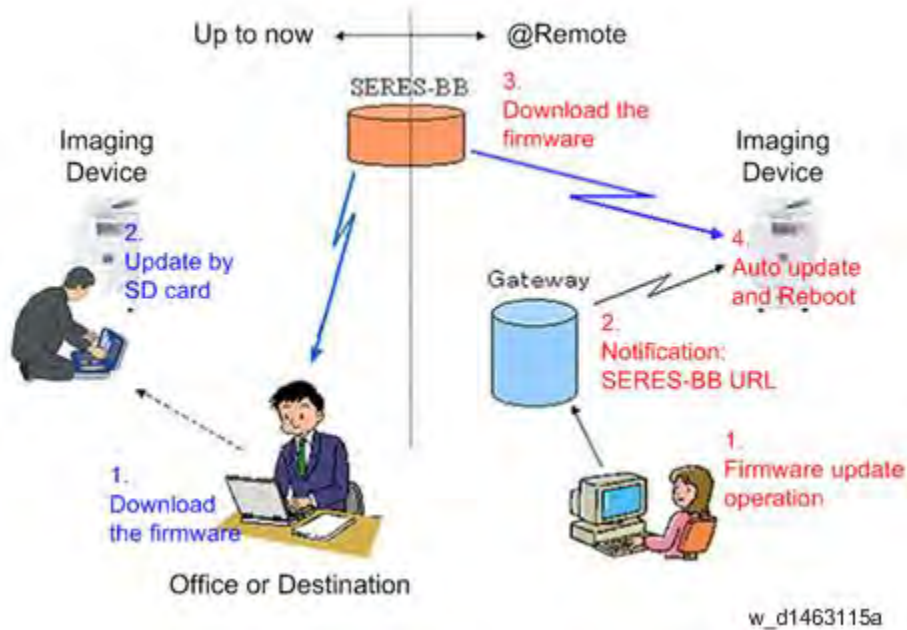 Up to now
@Remote
SERES-BB
3.
Download the
firmware
Imaging
Device
2.
Update by
SD card
1.
Download
the firmware
Office or Destination
Imaging
Device
4.
Auto update
and Reboot
Gateway
2.
Notification:
SERES-BB URL
1.
Firmware update
operation
w_d1463115a